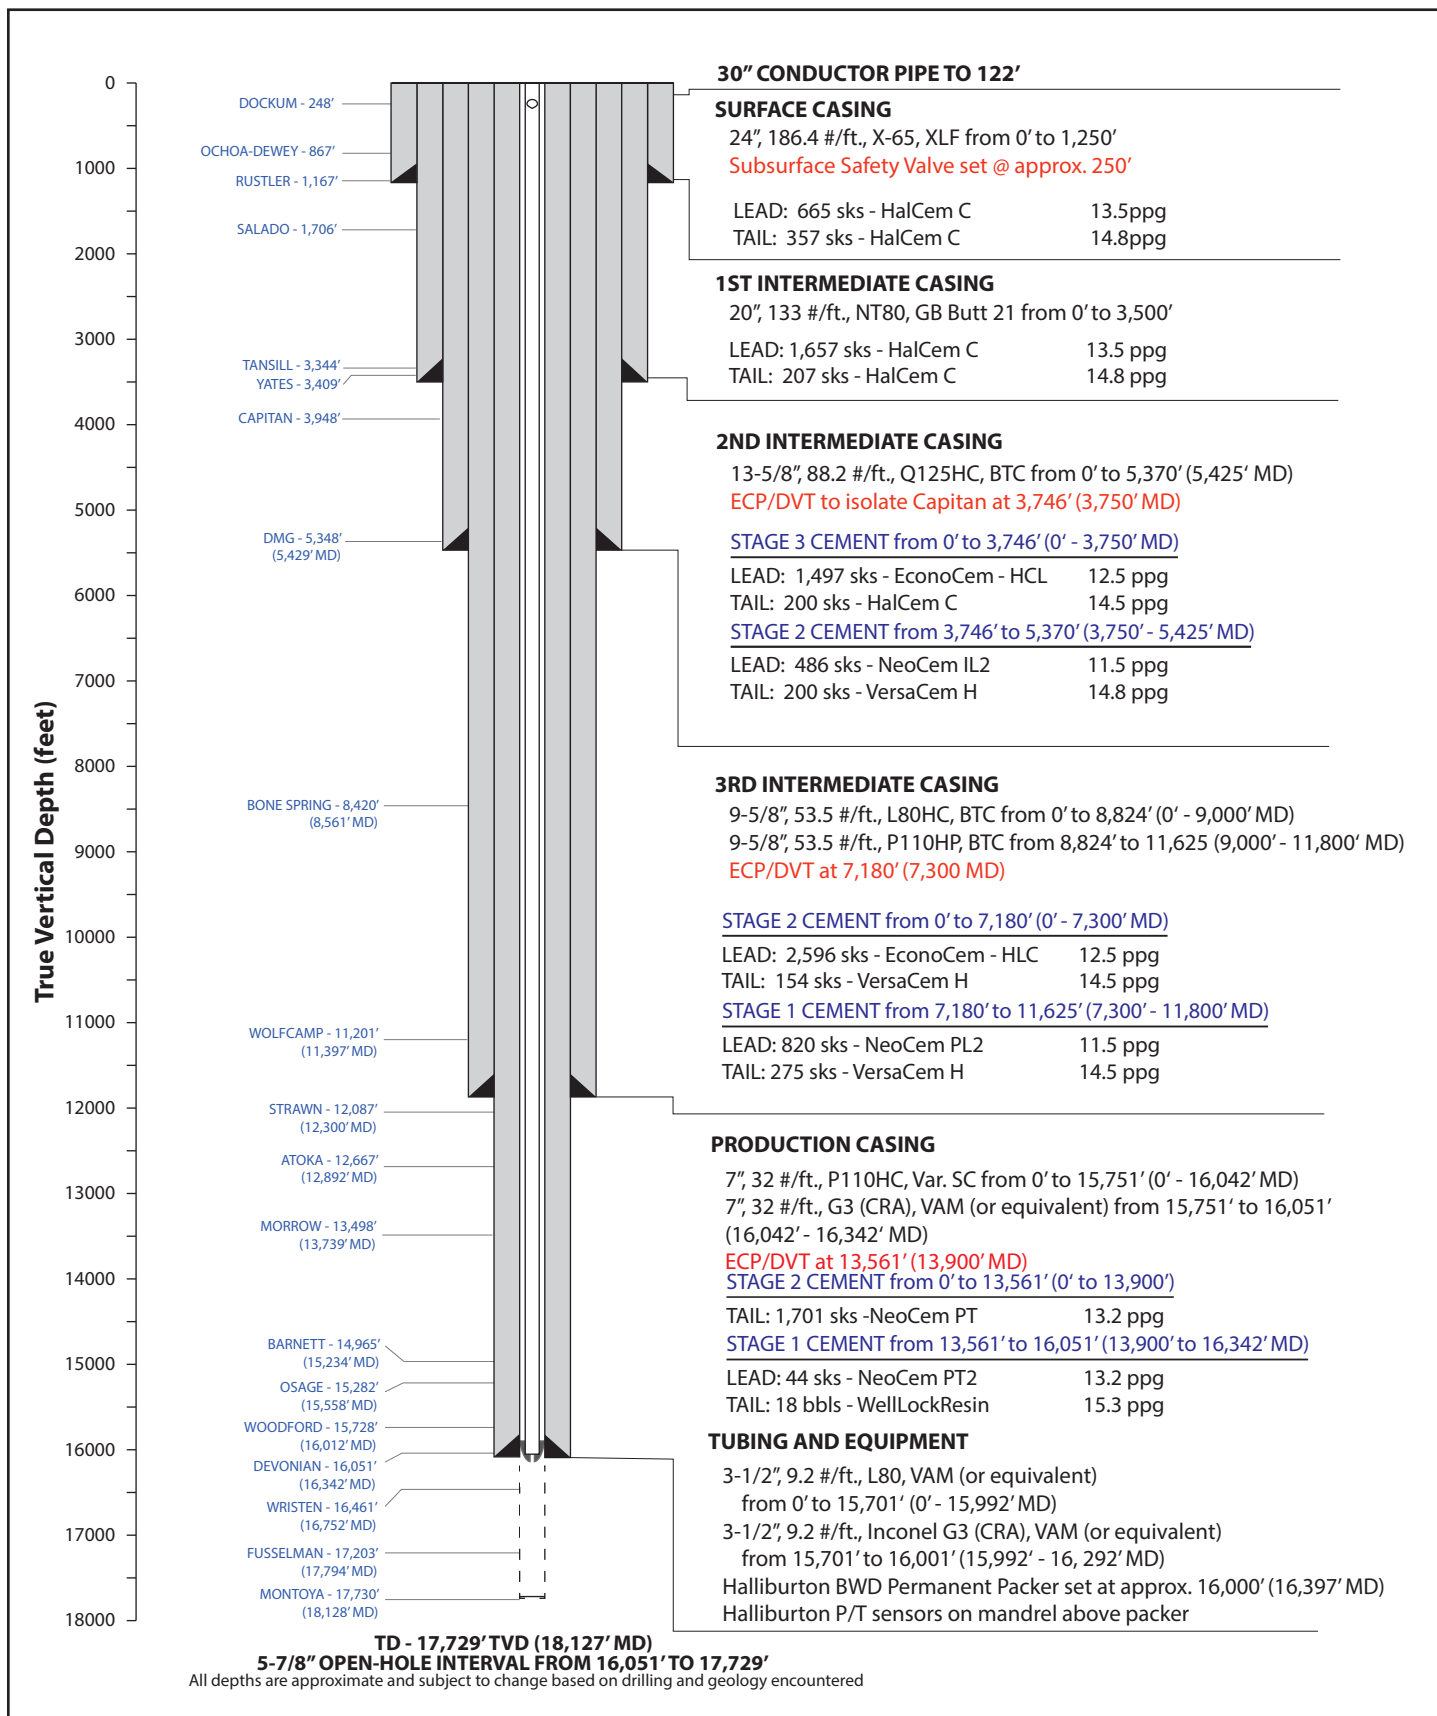 True Vertical Depth (feet)
0
1000
2000
3000
4000
5000
6000
7000
8000
9000
10000
11000
12000
13000
14000
15000
16000
17000
18000
DOCKUM - 248’
OCHOA-DEWEY - 867’
RUSTLER - 1,167’
SALADO - 1,706’
TANSILL - 3,344’
YATES - 3,409’
CAPITAN - 3,948’
DMG - 5,348’
(5,429’ MD)
BONE SPRING - 8,420’
(8,561’ MD)
WOLFCAMP - 11,201’
(11,397’ MD)
STRAWN - 12,087’
(12,300’ MD)
ATOKA - 12,667’
(12,892’ MD)
MORROW - 13,498’
(13,739’ MD)
BARNETT - 14,965’
(15,234’ MD)
OSAGE - 15,282’
(15,558’ MD)
WOODFORD - 15,728’
(16,012’ MD)
DEVONIAN - 16,051’
(16,342’ MD)
WRISTEN - 16,461’
(16,752’ MD)
FUSSELMAN - 17,203’
(17,794’ MD)
MONTOYA - 17,730’
(18,128’ MD)
30” CONDUCTOR PIPE TO 122’
SURFACE CASING
24”, 186.4 #/ft., X-65, XLF from 0’ to 1,250’
Subsurface Safety Valve set @ approx. 250’
LEAD: 665 sks - HalCem C 13.5ppg
TAIL: 357 sks - HalCem C 14.8ppg
1ST INTERMEDIATE CASING
20”, 133 #/ft., NT80, GB Butt 21 from 0’ to 3,500’
LEAD: 1,657 sks - HalCem C 13.5 ppg
TAIL: 207 sks - HalCem C 14.8 ppg
2ND INTERMEDIATE CASING
13-5/8”, 88.2 #/ft., Q125HC, BTC from 0’ to 5,370’ (5,425‘ MD)
ECP/DVT to isolate Capitan at 3,746’ (3,750’ MD)
STAGE 3 CEMENT from 0’ to 3,746’ (0‘ - 3,750’ MD)
LEAD: 1,497 sks - EconoCem - HCL 12.5 ppg
TAIL: 200 sks - HalCem C 14.5 ppg
STAGE 2 CEMENT from 3,746’ to 5,370’ (3,750’ - 5,425’ MD)
LEAD: 486 sks - NeoCem IL2 11.5 ppg
TAIL: 200 sks - VersaCem H 14.8 ppg
3RD INTERMEDIATE CASING
9-5/8”, 53.5 #/ft., L80HC, BTC from 0’ to 8,824’ (0‘ - 9,000’ MD)
9-5/8”, 53.5 #/ft., P110HP, BTC from 8,824’ to 11,625 (9,000’ - 11,800‘ MD)
ECP/DVT at 7,180’ (7,300 MD)
STAGE 2 CEMENT from 0’ to 7,180’ (0’ - 7,300’ MD)
LEAD: 2,596 sks - EconoCem - HLC 12.5 ppg
TAIL: 154 sks - VersaCem H 14.5 ppg
STAGE 1 CEMENT from 7,180’ to 11,625’ (7,300’ - 11,800’ MD)
LEAD: 820 sks - NeoCem PL2 11.5 ppg
TAIL: 275 sks - VersaCem H 14.5 ppg
PRODUCTION CASING
7”, 32 #/ft., P110HC, Var. SC from 0’ to 15,751’ (0‘ - 16,042’ MD)
7”, 32 #/ft., G3 (CRA), VAM (or equivalent) from 15,751‘ to 16,051’
(16,042’ - 16,342‘ MD)
ECP/DVT at 13,561’ (13,900’ MD)
STAGE 2 CEMENT from 0’ to 13,561’ (0‘ to 13,900’)
TAIL: 1,701 sks -NeoCem PT 13.2 ppg
STAGE 1 CEMENT from 13,561’ to 16,051’ (13,900’ to 16,342’ MD)
LEAD: 44 sks - NeoCem PT2 13.2 ppg
TAIL: 18 bbls - WellLockResin 15.3 ppg
TUBING AND EQUIPMENT
3-1/2”, 9.2 #/ft., L80, VAM (or equivalent)
from 0’ to 15,701‘ (0’ - 15,992’ MD)
3-1/2”, 9.2 #/ft., Inconel G3 (CRA), VAM (or equivalent)
from 15,701’ to 16,001’ (15,992‘ - 16, 292’ MD)
Halliburton BWD Permanent Packer set at approx. 16,000’ (16,397’ MD)
Halliburton P/T sensors on mandrel above packer
TD - 17,729’ TVD (18,127’ MD)
5-7/8” OPEN-HOLE INTERVAL FROM 16,051’ TO 17,729’
All depths are approximate and subject to change based on drilling and geology encountered